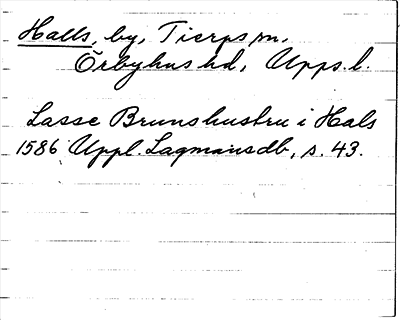 Halls, by, Tierps sn,
Örbyhus hd, Upps. l.
Lasse Brunshustru i Hals
1586 Uppl. Lagmansdb, s. 43.